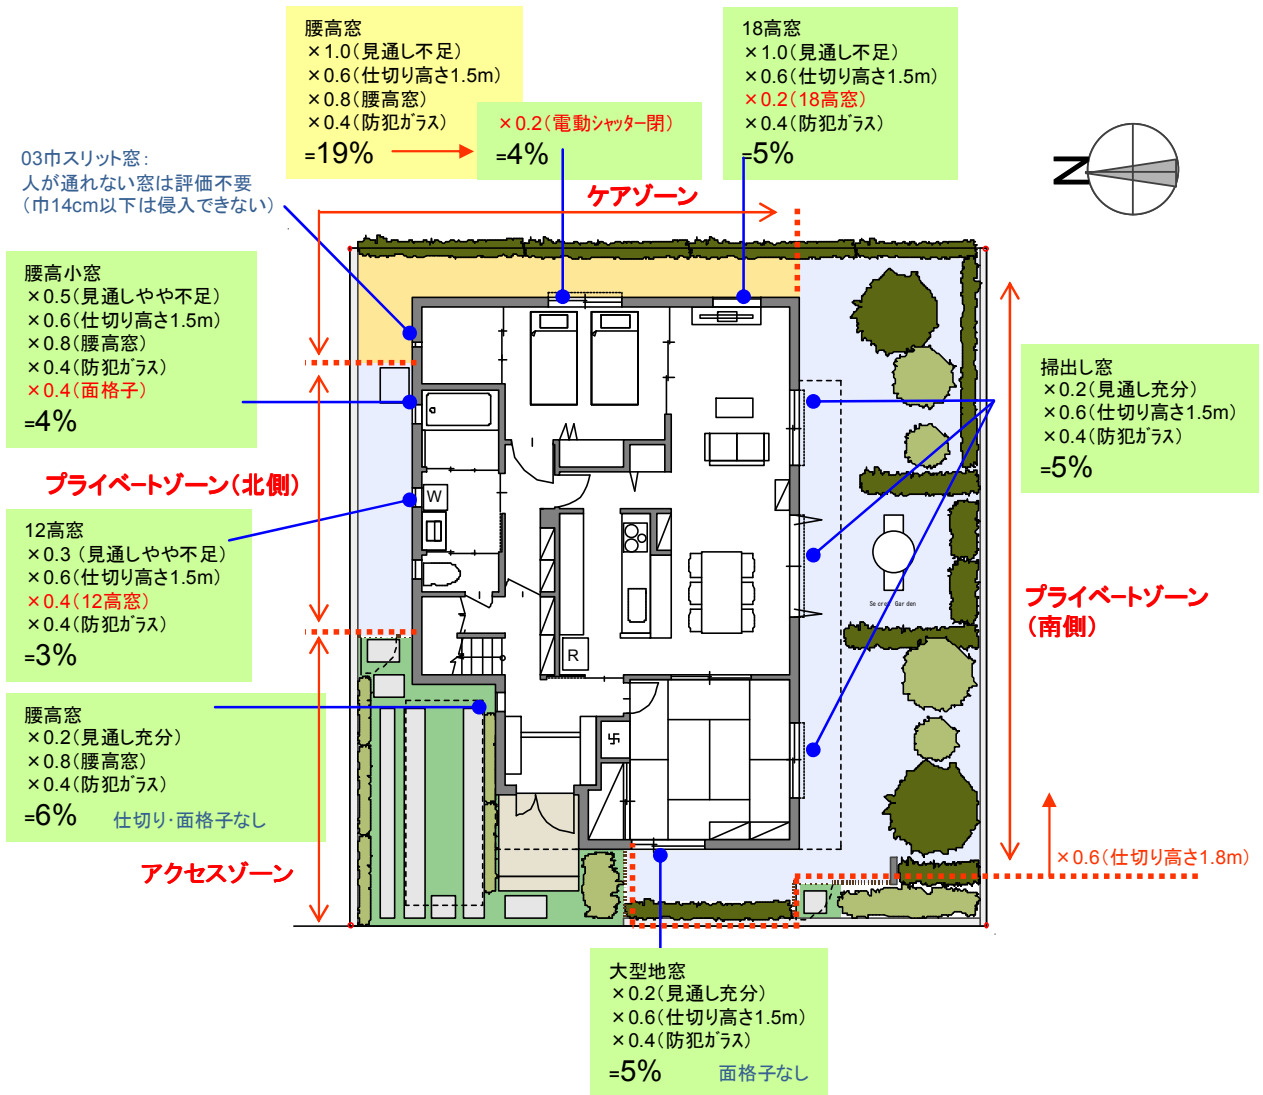 腰高窓
×1.0(見通し不足)
×0.6(仕切り高さ1.5m)
×0.8(腰高窓)
×0.4(防犯ガラス)
=19%
×0.2(電動シャッター閉)
=4%
18高窓
×1.0(見通し不足)
×0.6(仕切り高さ1.5m)
×0.2(18高窓)
×0.4(防犯ガラス)
=5%
N
03巾スリット窓:
人が通れない窓は評価不要
(巾14cm以下は侵入できない)
ケアゾーン
腰高小窓
×0.5(見通しやや不足)
×0.6(仕切り高さ1.5m)
×0.8(腰高窓)
×0.4(防犯ガラス)
×0.4(面格子)
=4%
掃出し窓
×0.2(見通し充分)
×0.6(仕切り高さ1.5m)
×0.4(防犯ガラス)
=5%
プライベートゾーン(北側)
W
12高窓
×0.3 (見通しやや不足)
×0.6(仕切り高さ1.5m)
×0.4(12高窓)
×0.4(防犯ガラス)
=3%
Secret Garden
プライベートゾーン
(南側)
R
卐
腰高窓
×0.2(見通し充分)
×0.8(腰高窓)
×0.4(防犯ガラス)
=6% 仕切り・面格子なし
アクセスゾーン
×0.6(仕切り高さ1.8m)
大型地窓
×0.2(見通し充分)
×0.6(仕切り高さ1.5m)
×0.4(防犯ガラス)
=5% 面格子なし